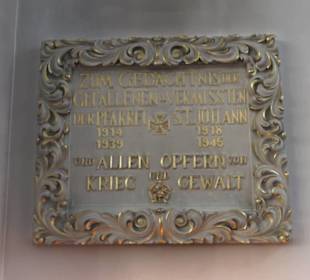 ZUM GEDÄCHTNIS DER
GEFALLENEN u. VERMISSTEN
DER PFARREI ST. JOHANN
1914 1918
1939 1945
UND ALLEN OPFERN VON
KRIEG UND GEWALT